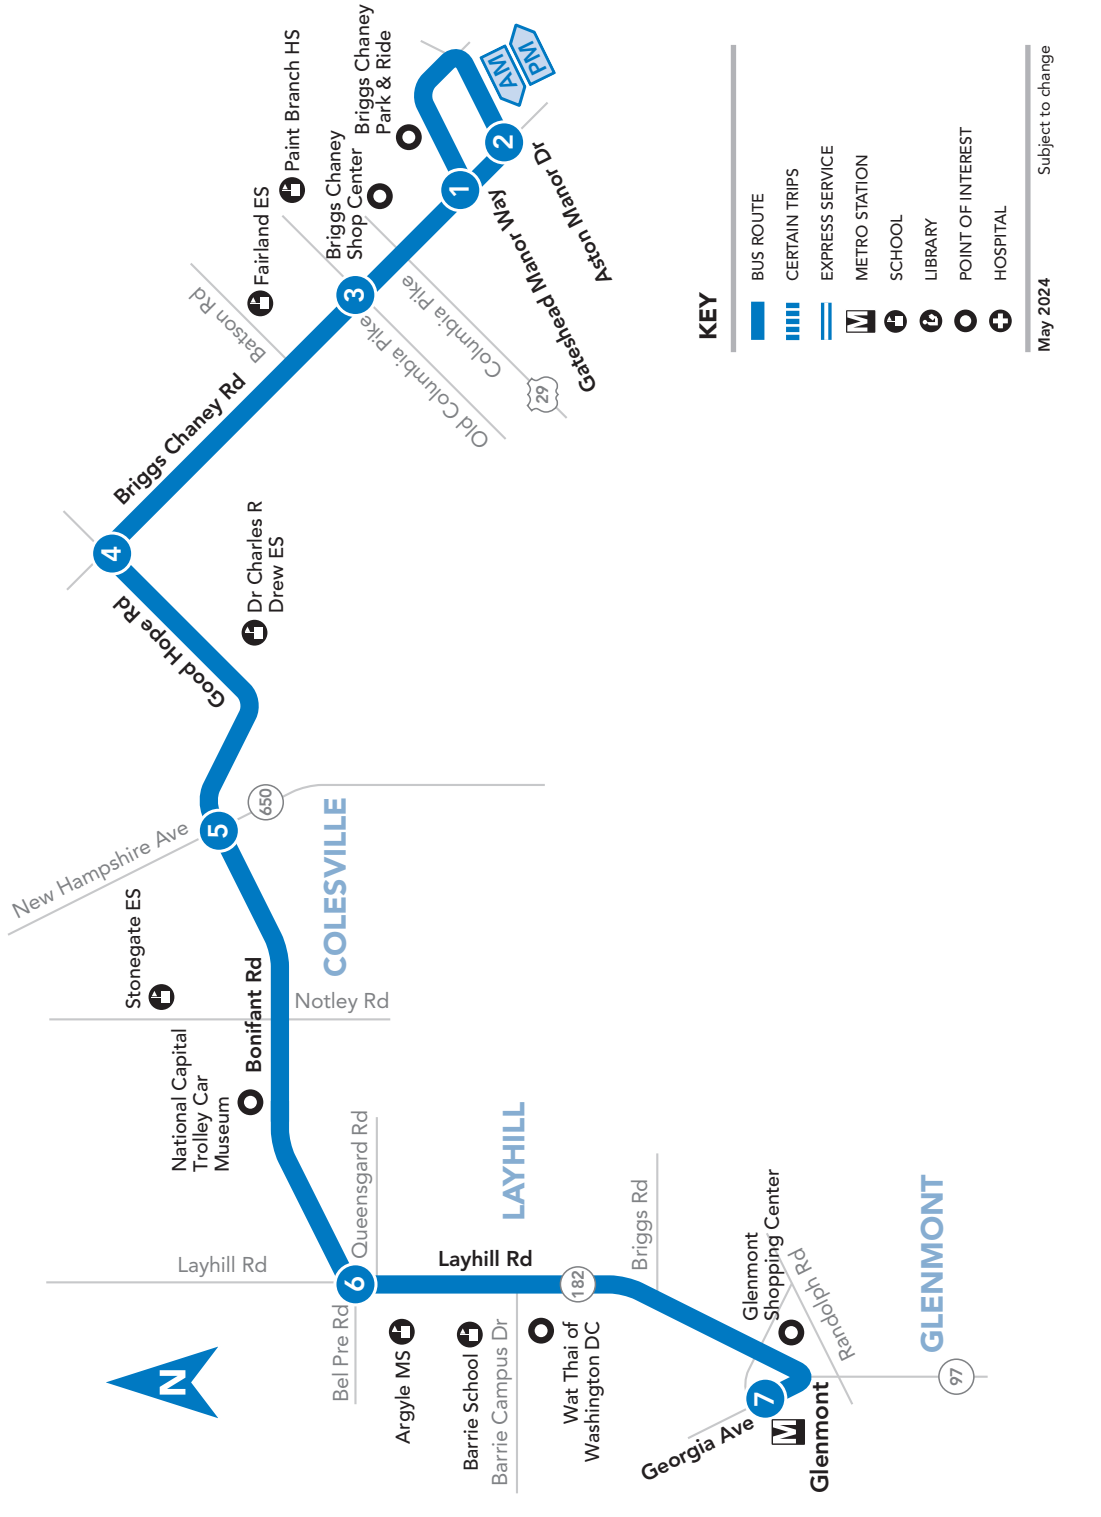 N
Layhill Rd
Bel Pre Rd
6
Queensgard Rd
Argyle MS
Barrie School
Barrie Campus Dr
Layhill Rd
LAYHILL
182
Wat Thai of
Washington DC
Briggs Rd
Georgia Ave
7
M
Glenmont
Glenmont
Shopping Center
Randolph Rd
97
GLENMONT
National Capital
Trolley Car
Museum
Bonifant Rd
Notley Rd
Stonegate ES
New Hampshire Ave
5
650
COLESVILLE
Good Hope Rd
Dr Charles R
Drew ES
4
Briggs Chaney Rd
Batson Rd
Fairland ES
Paint Branch HS
3
Old Columbia Pike
Columbia Pike
29
Briggs Chaney
Shop Center
Briggs Chaney
Park & Ride
1
2
AM
PM
Gateshead Manor Way
Aston Manor Dr
KEY
BUS ROUTE
CERTAIN TRIPS
EXPRESS SERVICE
M METRO STATION
SCHOOL
LIBRARY
POINT OF INTEREST
HOSPITAL
May 2024
Subject to change